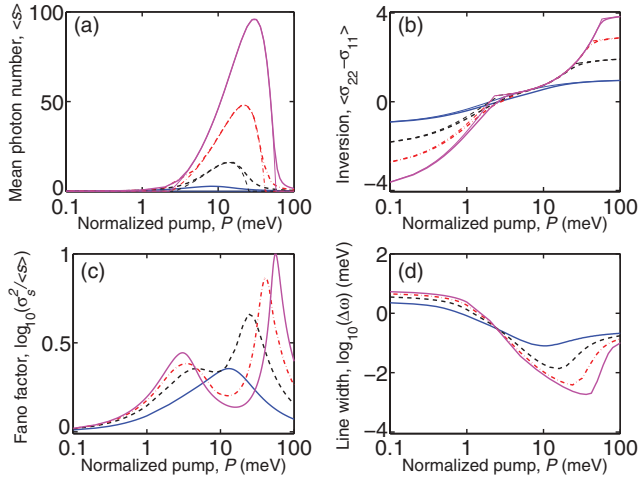 (a)
Mean photon number, <s>
100
50
0
0.1 1 10 100
Normalized pump, P (meV)
(b)
Inversion, <σ22−σ11>
4
0
−4
0.1 1 10 100
Normalized pump, P (meV)
(c)
Fano factor, log10(σs2/<s>)
1
0.5
0
0.1 1 10 100
Normalized pump, P (meV)
(d)
Line width, log10(Δω) (meV)
2
0
−2
−4
0.1 1 10 100
Normalized pump, P (meV)